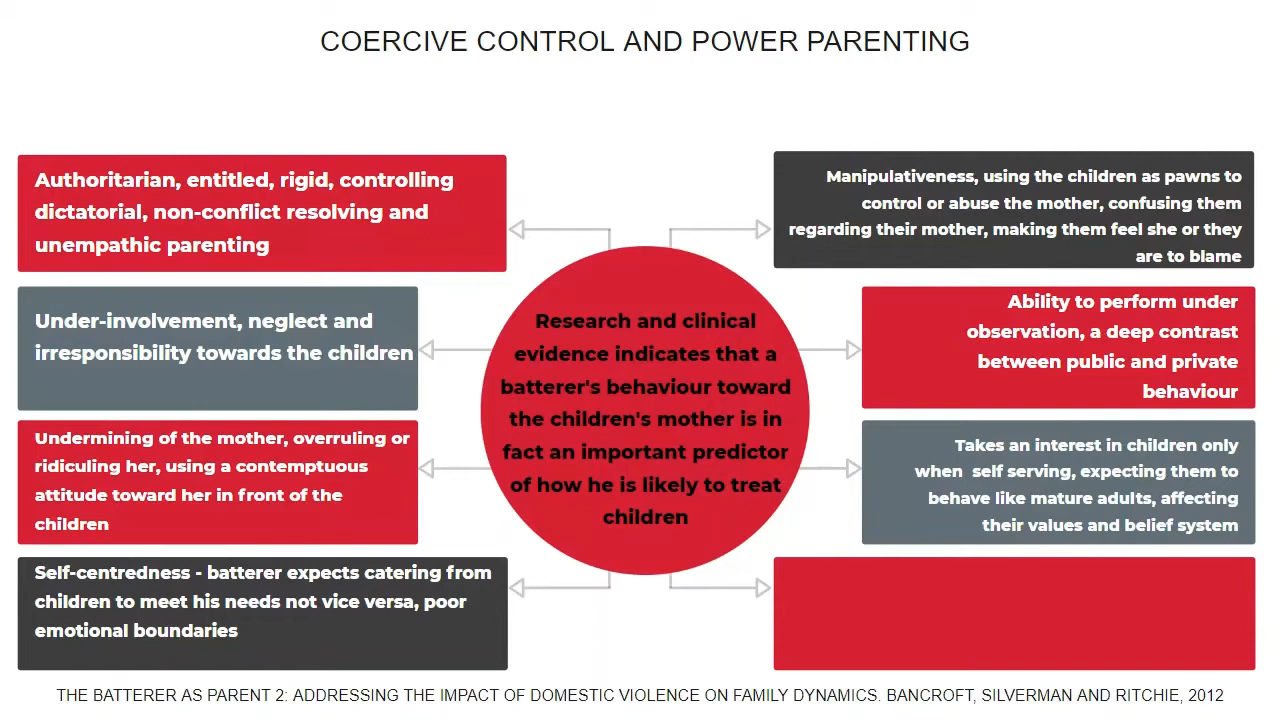 COERCIVE CONTROL AND POWER PARENTING
Authoritarian, entitled, rigid, controlling
dictatorial, non-conflict resolving and
unempathic parenting
Under-involvement, neglect and
irresponsibility towards the children
Undermining of the mother, overruling or
ridiculing her, using a contemptuous
attitude toward her in front of the
children
Self-centredness - batterer expects catering from
children to meet his needs not vice versa, poor
emotional boundaries
Research and clinical
evidence indicates that a
batterer's behaviour toward
the children's mother is in
fact an important predictor
of how he is likely to treat
children
Manipulativeness, using the children as pawns to
control or abuse the mother, confusing them
regarding their mother, making them feel she or they
are to blame
Ability to perform under
observation, a deep contrast
between public and private
behaviour
Takes an interest in children only
when  self serving, expecting them to
behave like mature adults, affecting
their values and belief system
THE BATTERER AS PARENT 2: ADDRESSING THE IMPACT OF DOMESTIC VIOLENCE ON FAMILY DYNAMICS. BANCROFT, SILVERMAN AND RITCHIE, 2012